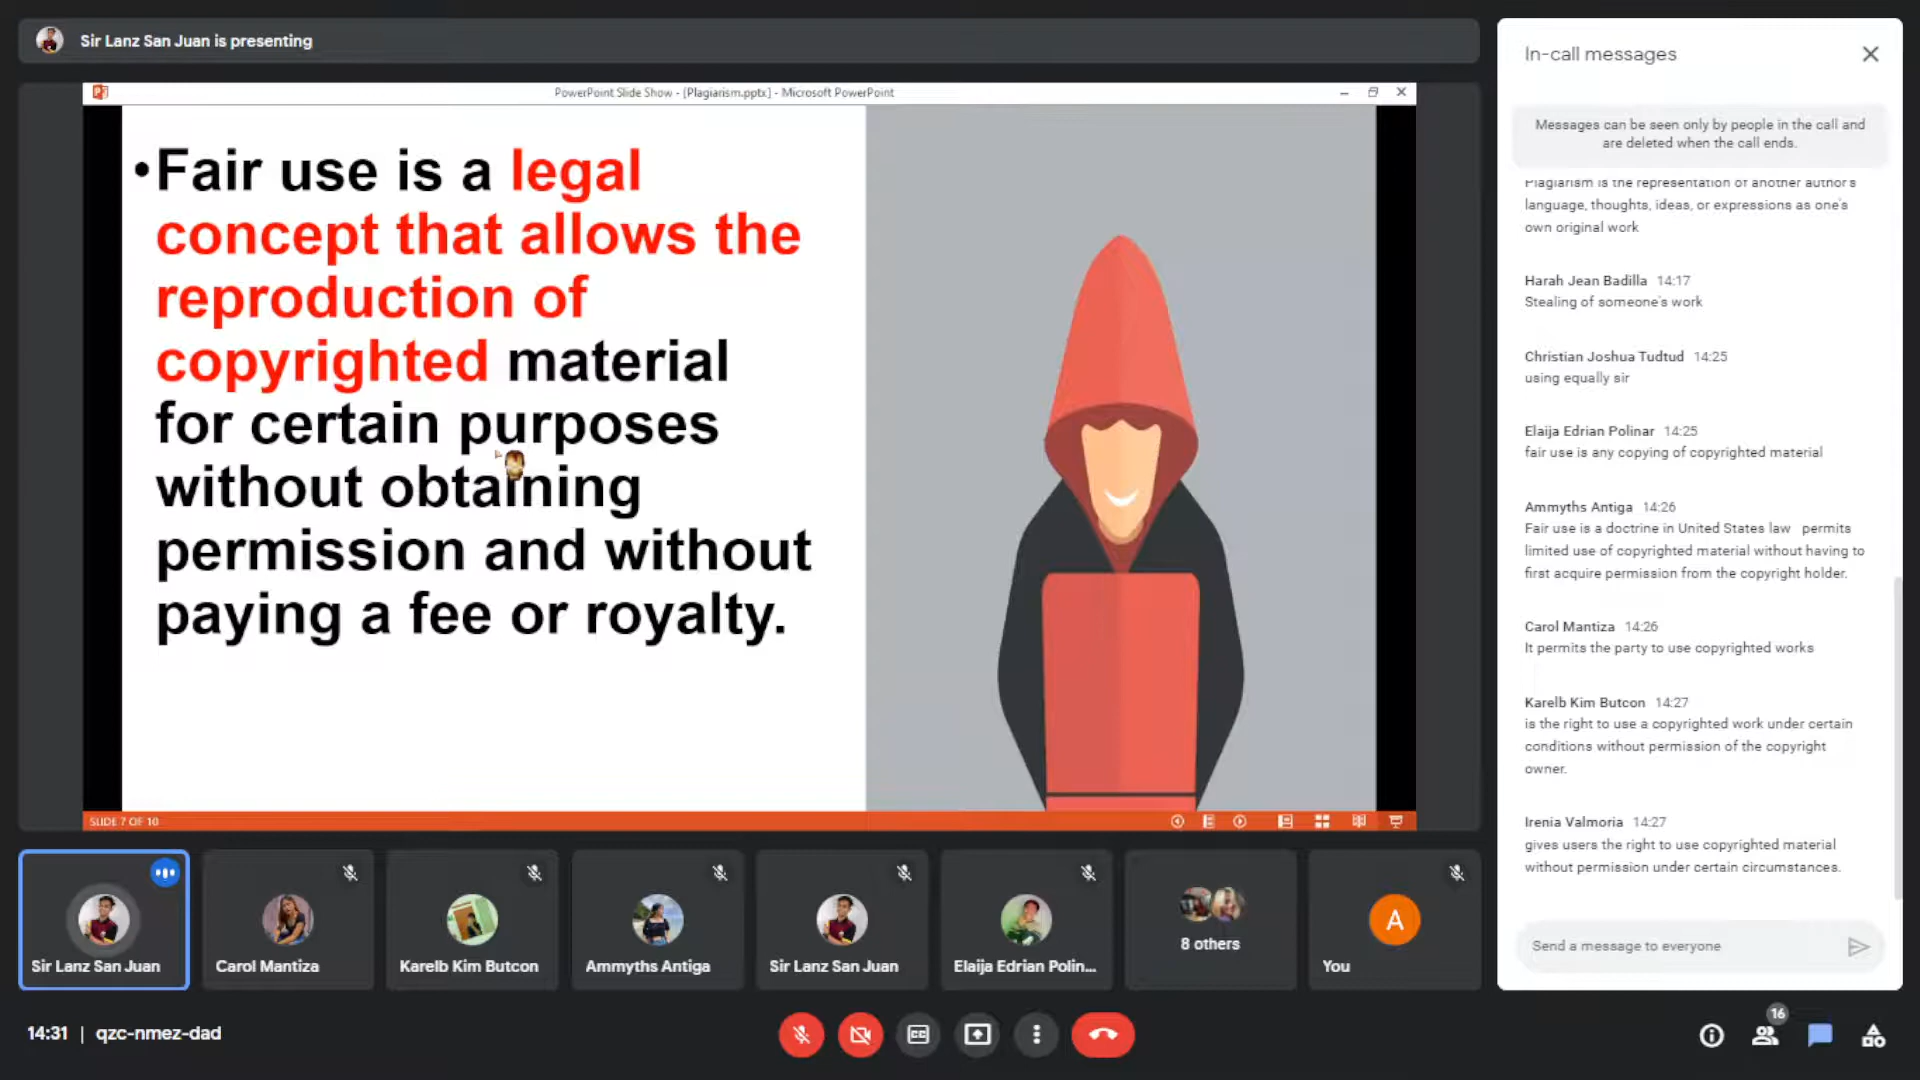 Sir Lanz San Juan is presenting
PowerPoint Slide Show - [Plagiarism.pptx] - Microsoft PowerPoint
•Fair use is a legal
concept that allows the
reproduction of
copyrighted material
for certain purposes
without obtaining
permission and without
paying a fee or royalty.
SLIDE 7 OF 10
Sir Lanz San Juan
Carol Mantiza
Karelb Kim Butcon
Ammyths Antiga
Sir Lanz San Juan
Elaija Edrian Polin...
8 others
A
You
14:31 | qzc-nmez-dad
16
In-call messages
Messages can be seen only by people in the call and
are deleted when the call ends.
Plagiarism is the representation of another author's
language, thoughts, ideas, or expressions as one's
own original work
Harah Jean Badilla 14:17
Stealing of someone's work
Christian Joshua Tudtud 14:25
using equally sir
Elaija Edrian Polinar 14:25
fair use is any copying of copyrighted material
Ammyths Antiga 14:26
Fair use is a doctrine in United States law permits
limited use of copyrighted material without having to
first acquire permission from the copyright holder.
Carol Mantiza 14:26
It permits the party to use copyrighted works
Karelb Kim Butcon 14:27
is the right to use a copyrighted work under certain
conditions without permission of the copyright
owner.
Irenia Valmoria 14:27
gives users the right to use copyrighted material
without permission under certain circumstances.
Send a message to everyone